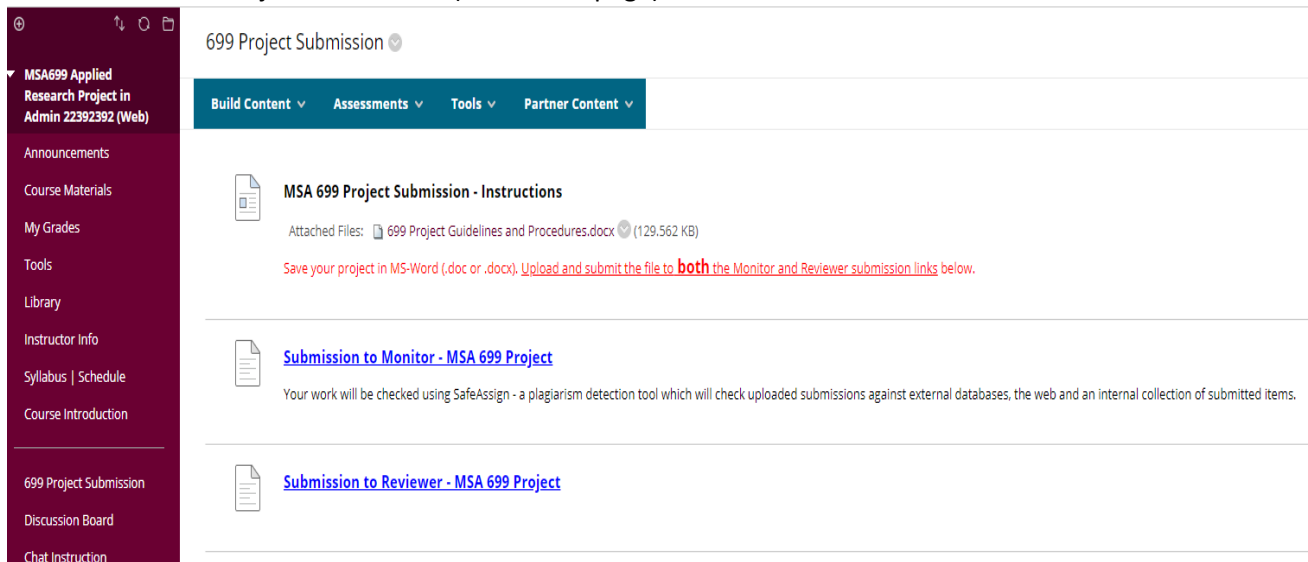 699 Project Submission
MSA699 Applied
Research Project in
Admin 22392392 (Web)
Announcements
Course Materials
My Grades
Tools
Library
Instructor Info
Syllabus | Schedule
Course Introduction
699 Project Submission
Discussion Board
Chat Instruction
Build Content Assessments Tools Partner Content
MSA 699 Project Submission - Instructions
Attached Files: 699 Project Guidelines and Procedures.docx (129.562 KB)
Save your project in MS-Word (.doc or .docx). Upload and submit the file to both the Monitor and Reviewer submission links below.
Submission to Monitor - MSA 699 Project
Your work will be checked using SafeAssign - a plagiarism detection tool which will check uploaded submissions against external databases, the web and an internal collection of submitted items.
Submission to Reviewer - MSA 699 Project